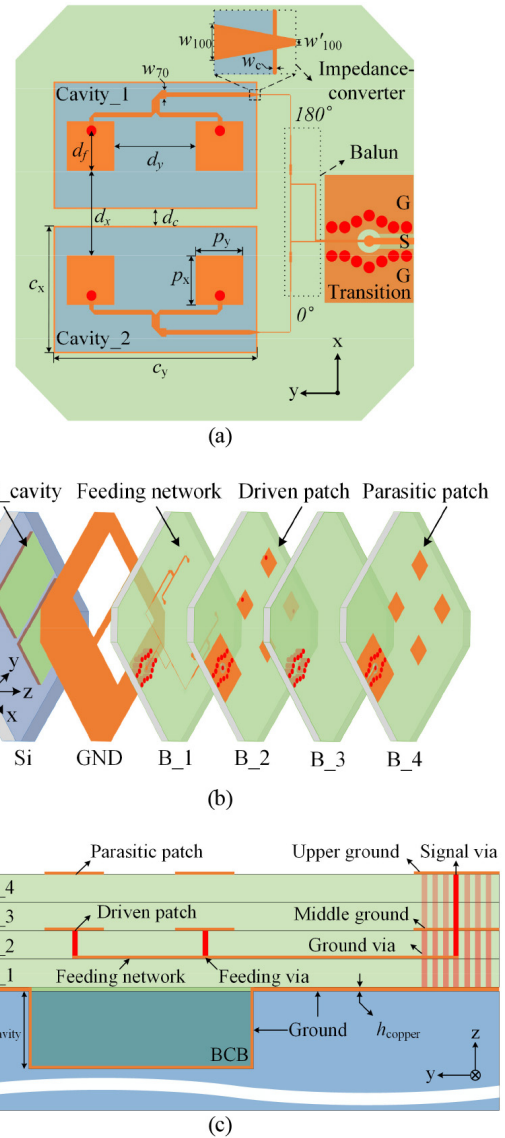 w100
w'100
wc
Impedance-
converter
w70
Cavity_1
180°
Balun
df
dy
G
S
G
Transition
dx
dc
py
px
cx
0°
Cavity_2
cy
x
y
(a)
_cavity
Feeding network
Driven patch
Parasitic patch
y
z
x
Si
GND
B_1
B_2
B_3
B_4
(b)
Parasitic patch
Upper ground
Signal via
_4
_3
Driven patch
Middle ground
_2
Ground via
Feeding network
Feeding via
_1
Ground
hcopper
avity
BCB
z
y
(c)